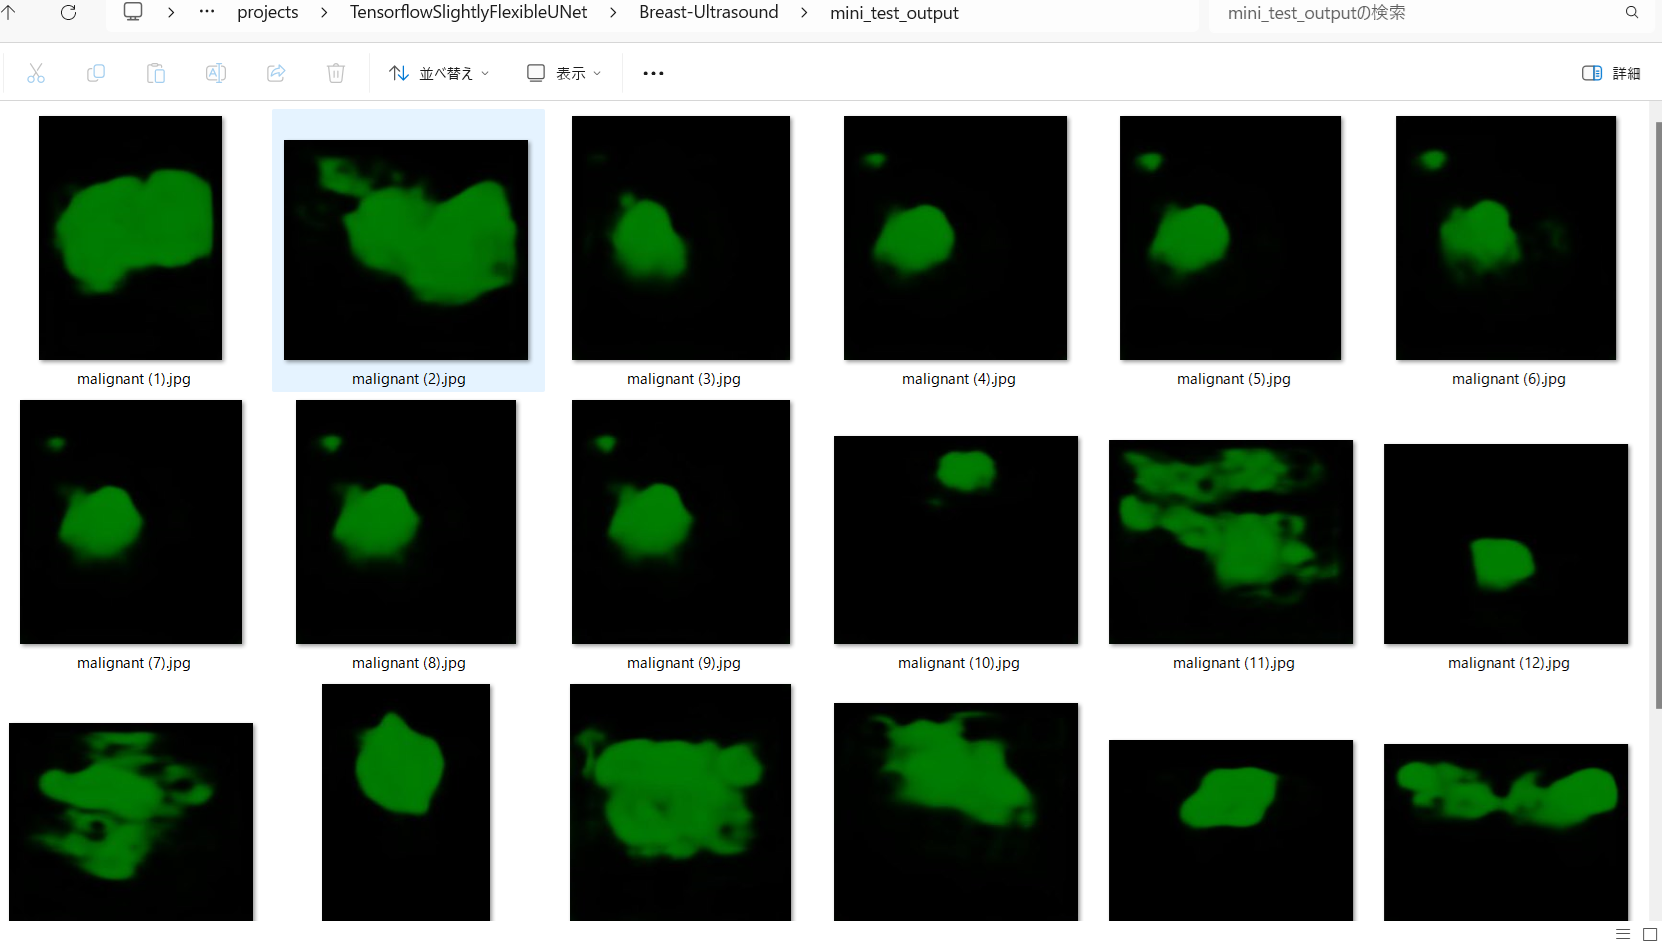 projects > TensorflowSlightlyFlexibleUNet > Breast-Ultrasound > mini_test_output
mini_test_outputの検索
並べ替え
表示
詳細
malignant (1).jpg
malignant (2).jpg
malignant (3).jpg
malignant (4).jpg
malignant (5).jpg
malignant (6).jpg
malignant (7).jpg
malignant (8).jpg
malignant (9).jpg
malignant (10).jpg
malignant (11).jpg
malignant (12).jpg